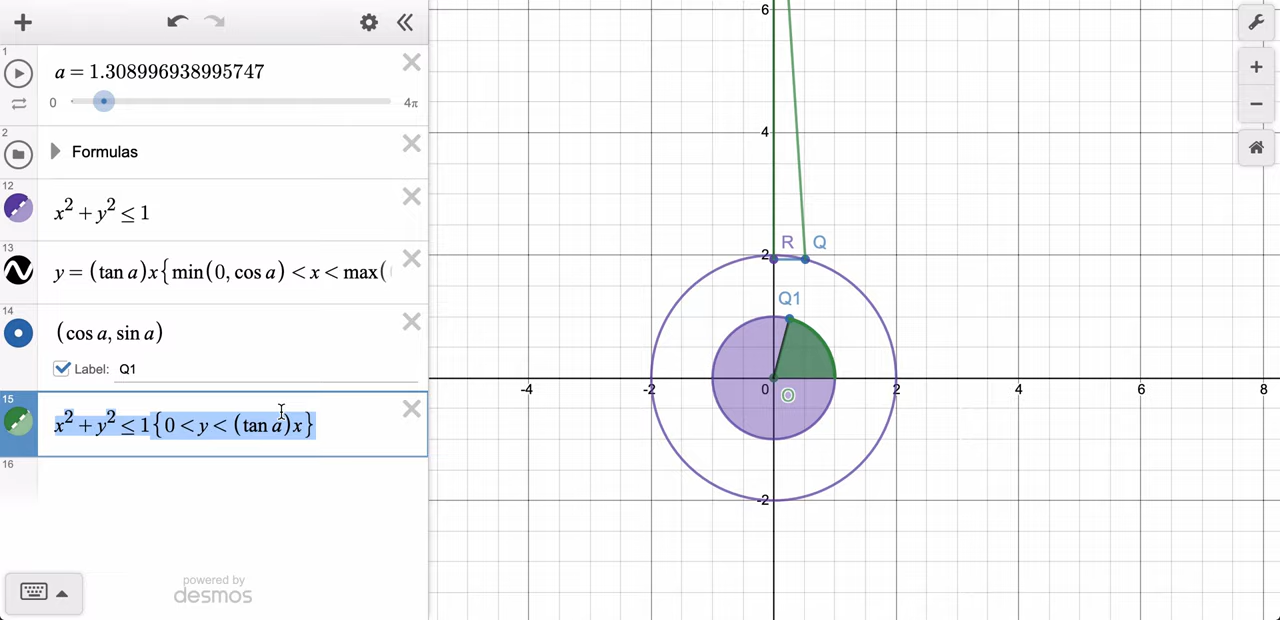 1
a = 1.308996938995747
0 4π
2
Formulas
12
x² + y² ≤ 1
13
y = (tan a)x{min(0, cos a) < x < max(
14
(cos a, sin a)
Label: Q1
15
x² + y² ≤ 1{0 < y < (tan a)x}
16
powered by
desmos
6
4
R Q
2
Q1
-4 -2 0 2 4 6 8
O
-2